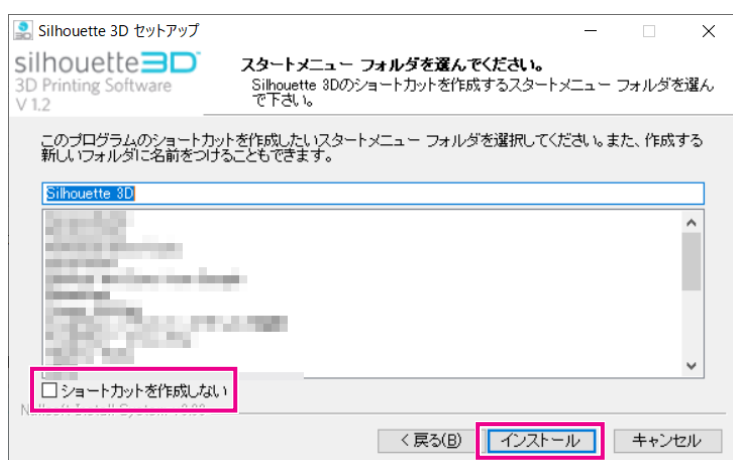 Silhouette 3D セットアップ
silhouette3D
3D Printing Software
V 1.2
スタートメニュー フォルダを選んでください。
Silhouette 3Dのショートカットを作成するスタートメニュー フォルダを選ん
で下さい。
このプログラムのショートカットを作成したいスタートメニュー フォルダを選択してください。また、作成する
新しいフォルダに名前をつけることもできます。
Silhouette 3D
ショートカットを作成しない
< 戻る(B)
インストール
キャンセル